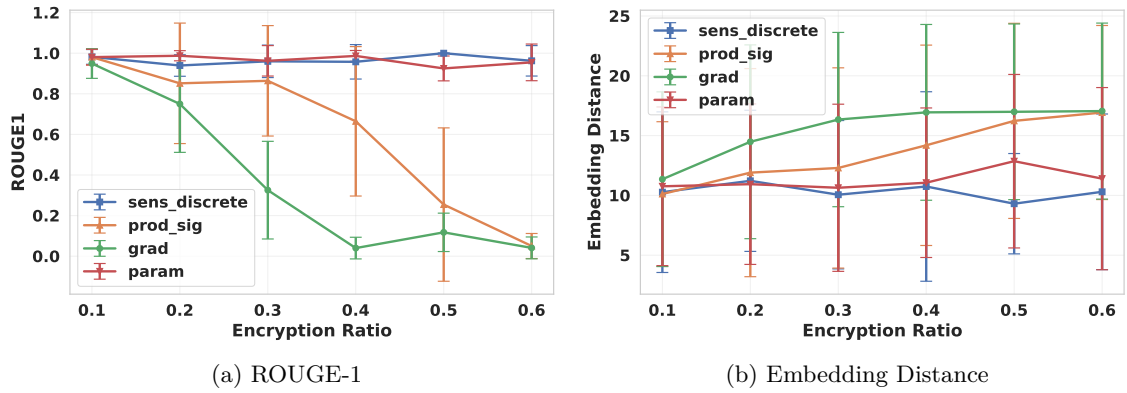 1.2
1.0
0.8
0.6
0.4
0.2
0.0
ROUGE1
sens_discrete
prod_sig
grad
param
0.1 0.2 0.3 0.4 0.5 0.6
Encryption Ratio
(a) ROUGE-1
25
20
15
10
5
Embedding Distance
sens_discrete
prod_sig
grad
param
0.1 0.2 0.3 0.4 0.5 0.6
Encryption Ratio
(b) Embedding Distance